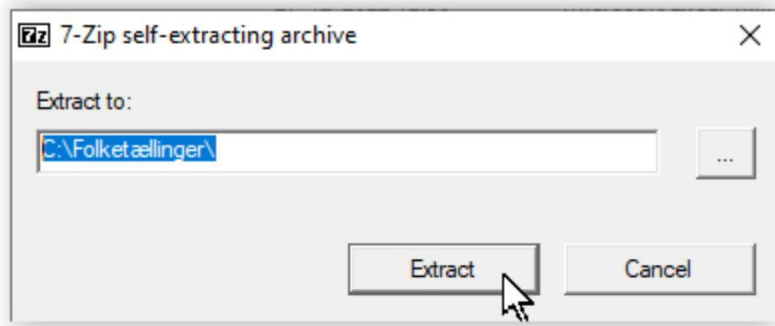 7z 7-Zip self-extracting archive
Extract to:
C:\Folketællinger\
...
Extract
Cancel